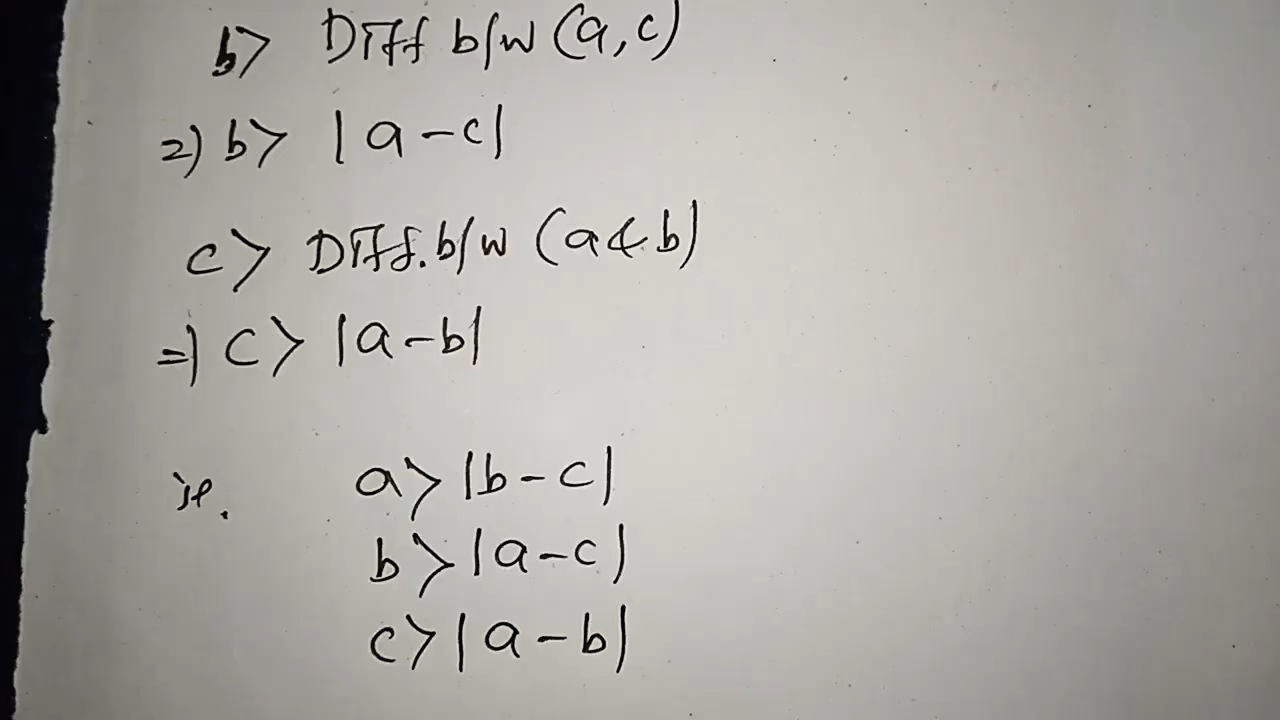 b> Diff b/w (a,c)
=) b> |a-c|
c> Diff. b/w (a & b)
=) c> |a-b|
ie. a> |b-c|
b> |a-c|
c> |a-b|